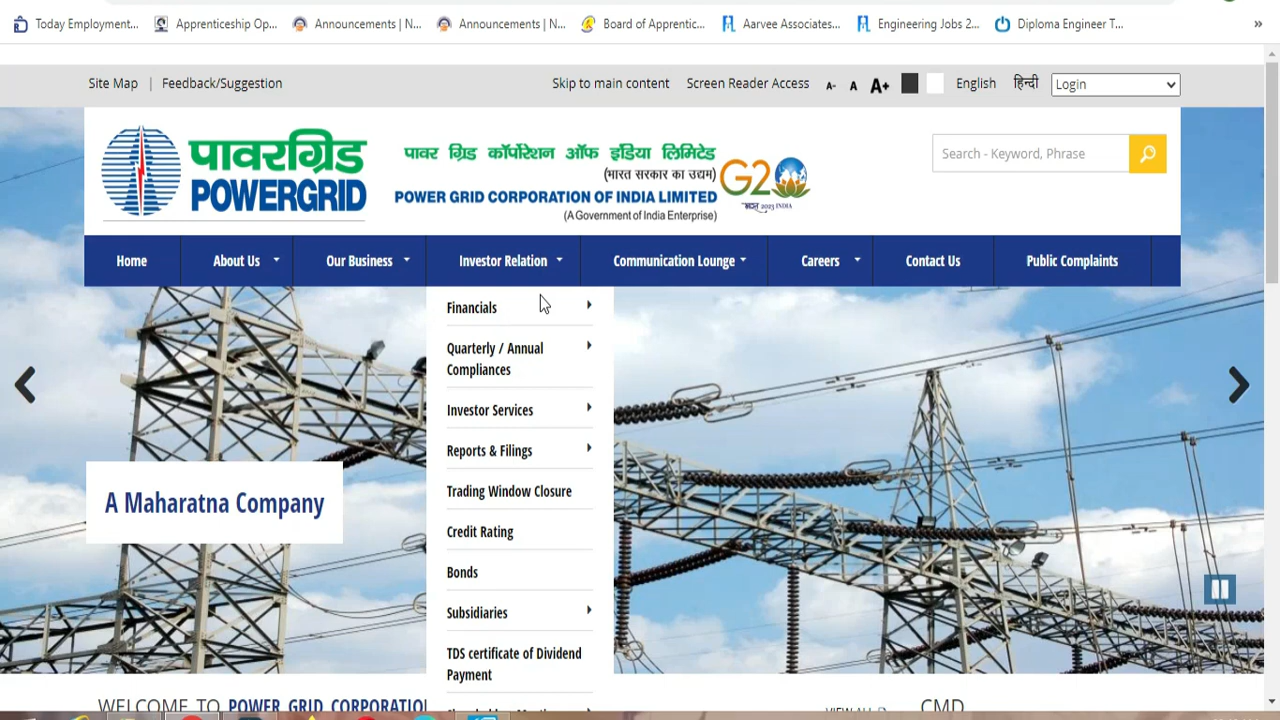 Today Employment... Apprenticeship Op... Announcements | N... Announcements | N... Board of Apprentic... Aarvee Associates... Engineering Jobs 2... Diploma Engineer T... »
Site Map | Feedback/Suggestion Skip to main content Screen Reader Access A- A A+ English हिन्दी Login
पावरग्रिड
POWERGRID
पावर ग्रिड कॉर्पोरेशन ऑफ इंडिया लिमिटेड
(भारत सरकार का उद्यम)
POWER GRID CORPORATION OF INDIA LIMITED
(A Government of India Enterprise)
G20
भारत 2023 INDIA
Search - Keyword, Phrase
Home About Us Our Business Investor Relation Communication Lounge Careers Contact Us Public Complaints
Financials
Quarterly / Annual
Compliances
Investor Services
Reports & Filings
Trading Window Closure
Credit Rating
Bonds
Subsidiaries
TDS certificate of Dividend
Payment
A Maharatna Company
WELCOME TO POWER GRID CORPORATIO
VIEW ALL
CMD